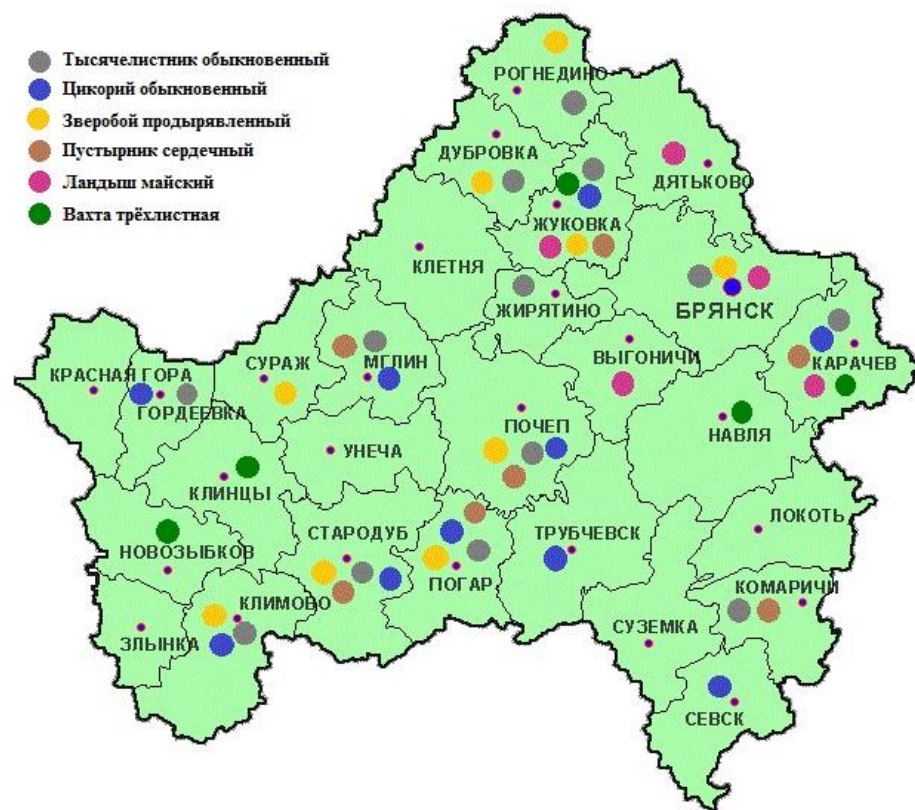 Тысячелистник обыкновенный
Цикорий обыкновенный
Зверобой продырявленный
Пустырник сердечный
Ландыш майский
Вахта трёхлистная
РОГНЕДИНО
ДУБРОВКА
ДЯТЬКОВО
ЖУКОВКА
КЛЕТНЯ
ЖИРЯТИНО
БРЯНСК
ВЫГОНИЧИ
КАРАЧЕВ
МГЛИН
СУРАЖ
КРАСНАЯ ГОРА
ГОРДЕЕВКА
ПОЧЕП
НАВЛЯ
УНЕЧА
КЛИНЦЫ
ЛОКОТЬ
СТАРОДУБ
ТРУБЧЕВСК
НОВОЗЫБКОВ
ПОГАР
КОМАРИЧИ
КЛИМОВО
СУЗЕМКА
ЗЛЫНКА
СЕВСК